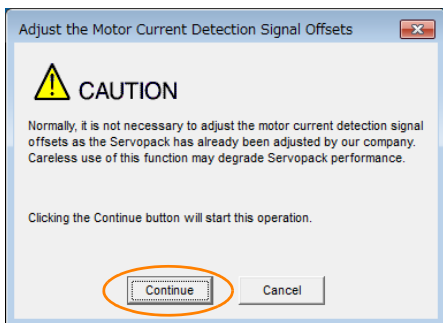 Adjust the Motor Current Detection Signal Offsets
CAUTION
Normally, it is not necessary to adjust the motor current detection signal
offsets as the Servopack has already been adjusted by our company.
Careless use of this function may degrade Servopack performance.
Clicking the Continue button will start this operation.
Continue
Cancel